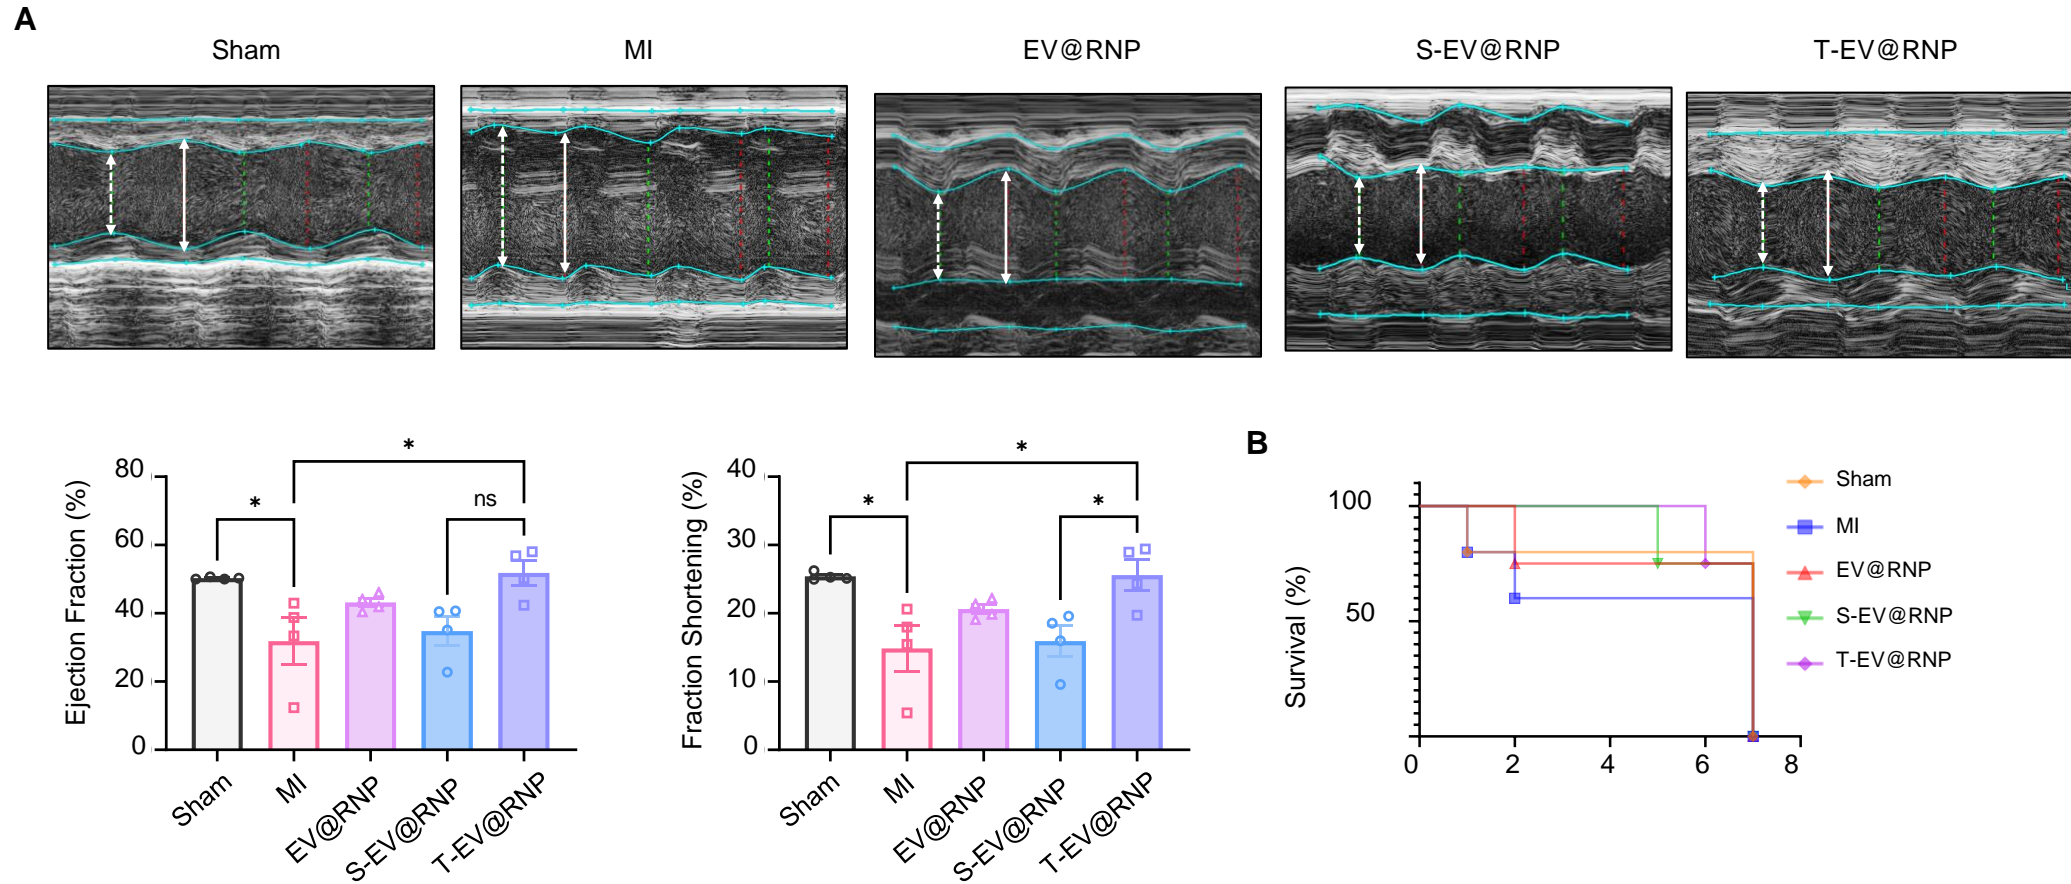 A
Sham
MI
EV@RNP
S-EV@RNP
T-EV@RNP
Ejection Fraction (%)
80
60
40
20
0
*
*
ns
Sham
MI
EV@RNP
S-EV@RNP
T-EV@RNP
Fraction Shortening (%)
40
30
20
10
0
*
*
*
Sham
MI
EV@RNP
S-EV@RNP
T-EV@RNP
B
Survival (%)
100
50
0
2
4
6
8
Sham
MI
EV@RNP
S-EV@RNP
T-EV@RNP